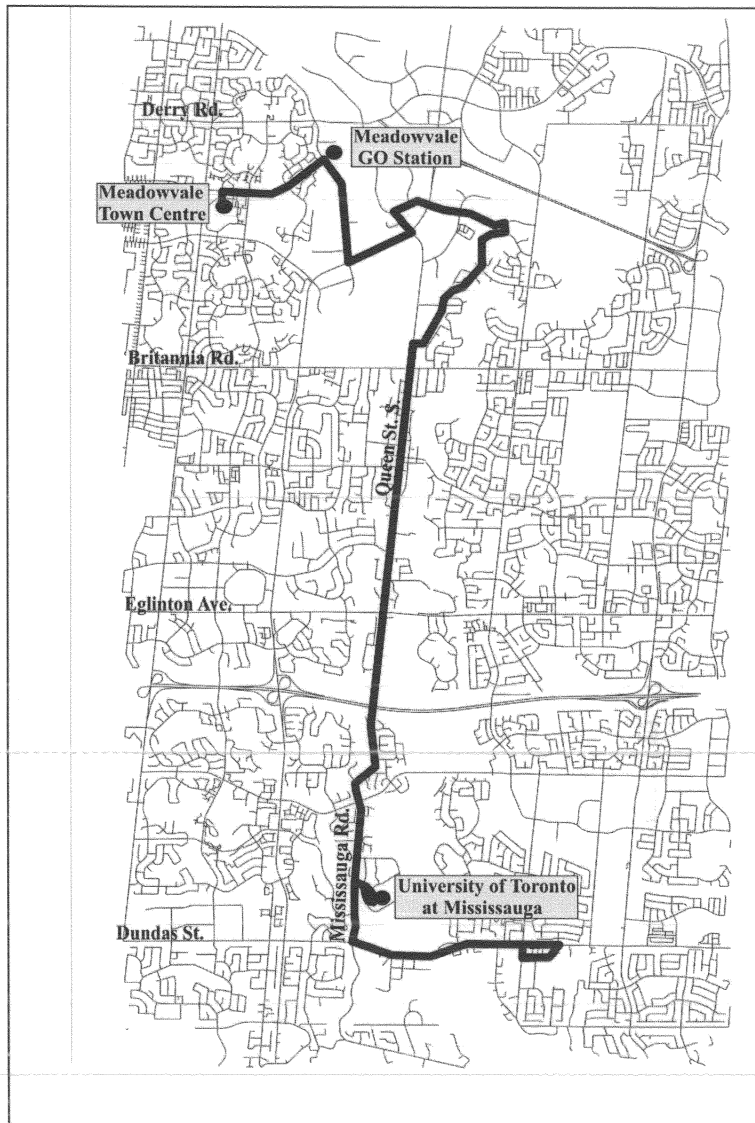 Derry Rd.
Meadowvale
GO Station
Meadowvale
Town Centre
Britannia Rd.
Queen St. S.
Eglinton Ave.
Mississauga Rd.
University of Toronto
at Mississauga
Dundas St.